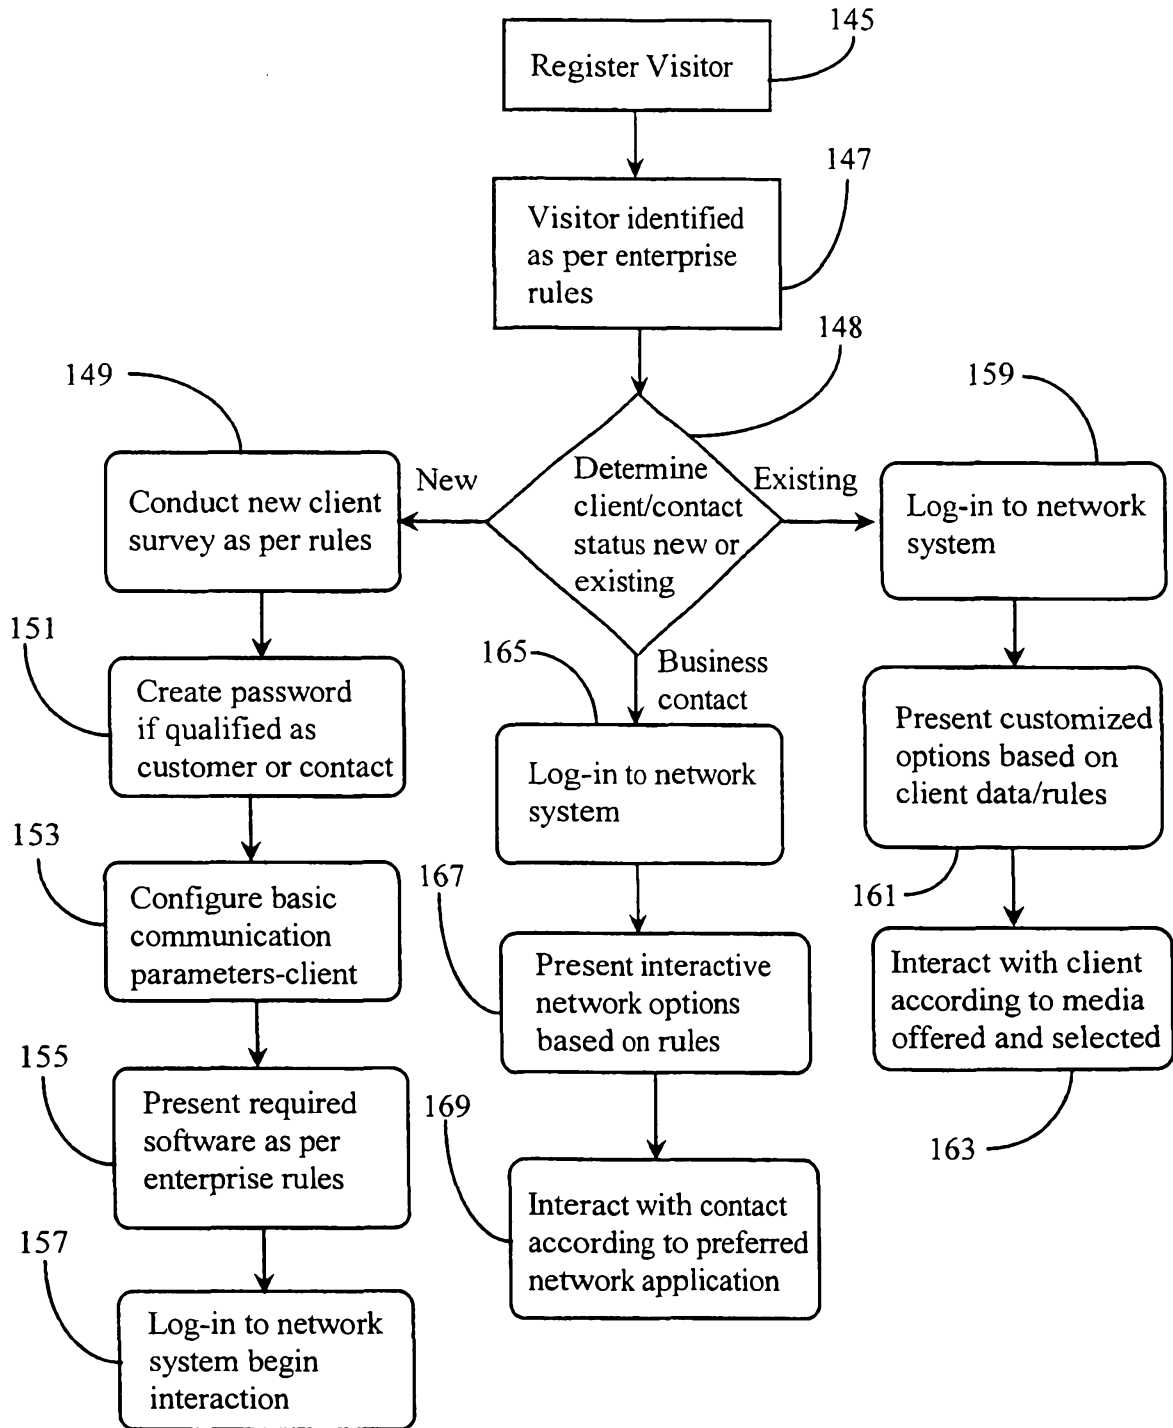 145
Register Visitor
147
Visitor identified
as per enterprise
rules
148
149
159
New
Determine
client/contact
status new or
existing
Existing
Conduct new client
survey as per rules
Log-in to network
system
151
165
Business
contact
Create password
if qualified as
customer or contact
Log-in to network
system
Present customized
options based on
client data/rules
153
167
161
Configure basic
communication
parameters-client
Present interactive
network options
based on rules
Interact with client
according to media
offered and selected
155
169
163
Present required
software as per
enterprise rules
Interact with contact
according to preferred
network application
157
Log-in to network
system begin
interaction